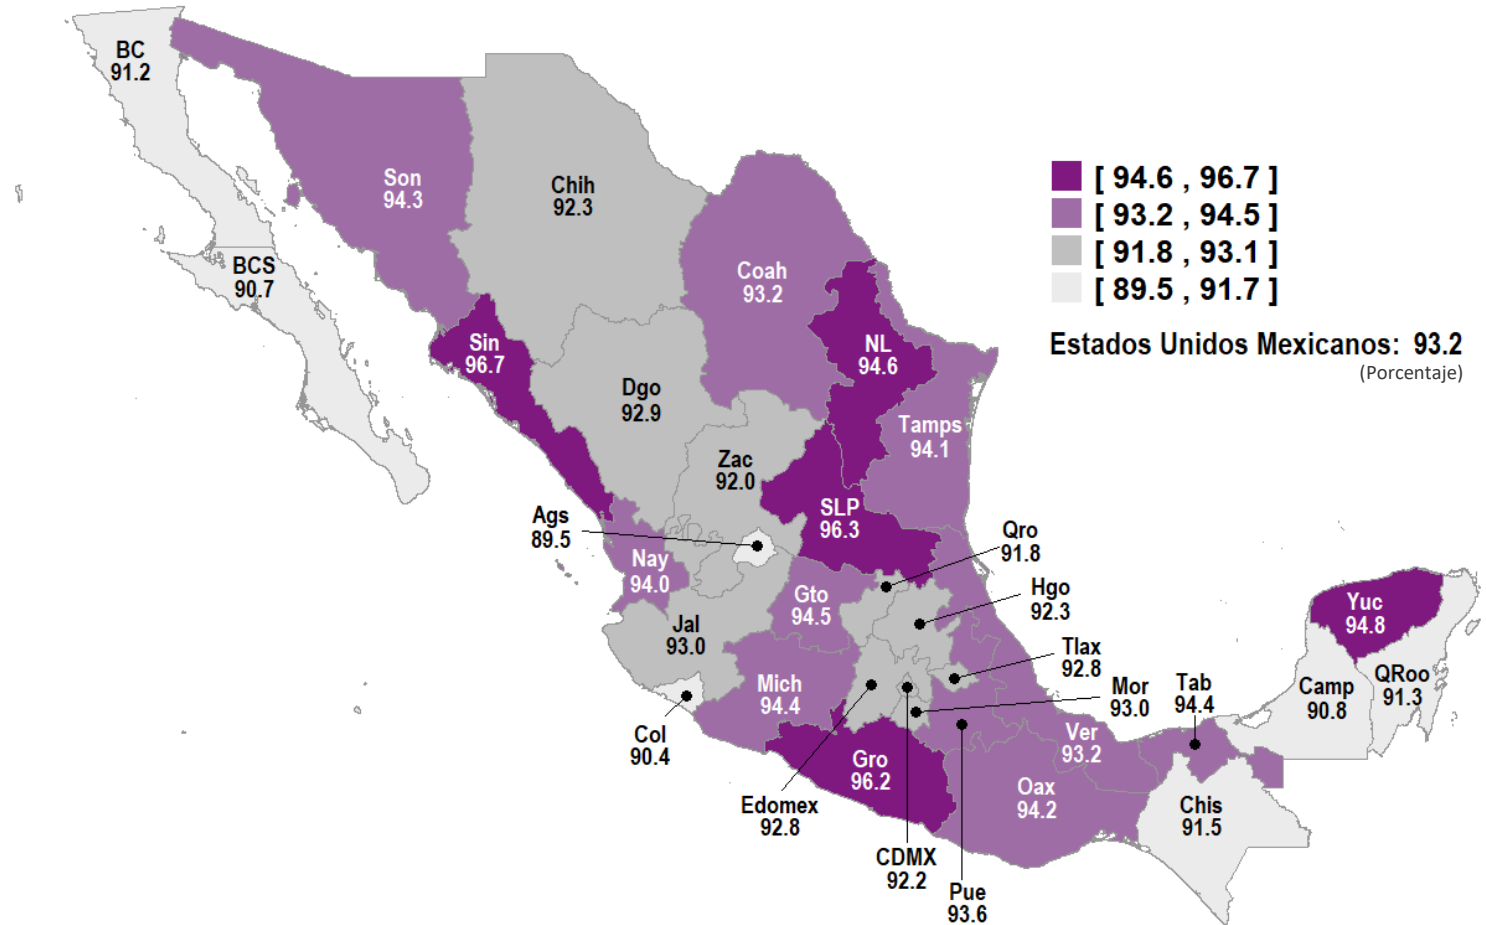 BC
91.2
Son
94.3
Chih
92.3
[ 94.6 , 96.7 ]
[ 93.2 , 94.5 ]
[ 91.8 , 93.1 ]
[ 89.5 , 91.7 ]
Estados Unidos Mexicanos: 93.2
(Porcentaje)
BCS
90.7
Coah
93.2
Sin
96.7
NL
94.6
Dgo
92.9
Tamps
94.1
Zac
92.0
SLP
96.3
Ags
89.5
Qro
91.8
Nay
94.0
Gto
94.5
Hgo
92.3
Jal
93.0
Tlax
92.8
Yuc
94.8
Mich
94.4
Mor
93.0
Tab
94.4
Camp
90.8
QRoo
91.3
Col
90.4
Ver
93.2
Gro
96.2
Oax
94.2
Edomex
92.8
Chis
91.5
CDMX
92.2
Pue
93.6